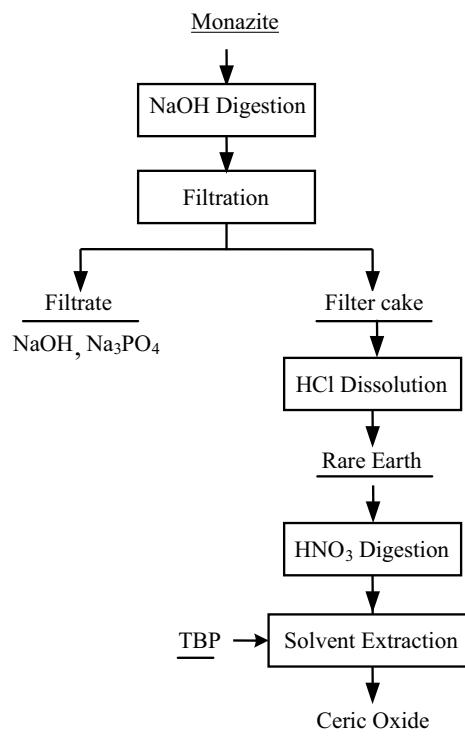 Monazite
NaOH Digestion
Filtration
Filtrate
NaOH, Na₃PO₄
Filter cake
HCl Dissolution
Rare Earth
HNO₃ Digestion
TBP
Solvent Extraction
Ceric Oxide